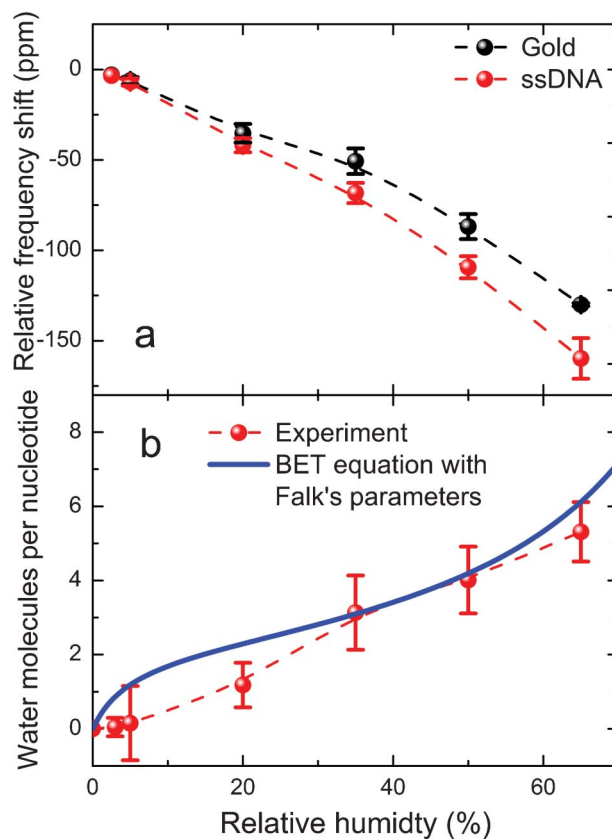 Relative frequency shift (ppm)
0
-50
-100
-150
Gold
ssDNA
a
Water molecules per nucleotide
8
6
4
2
0
b
Experiment
BET equation with
Falk's parameters
0
20
40
60
Relative humidty (%)